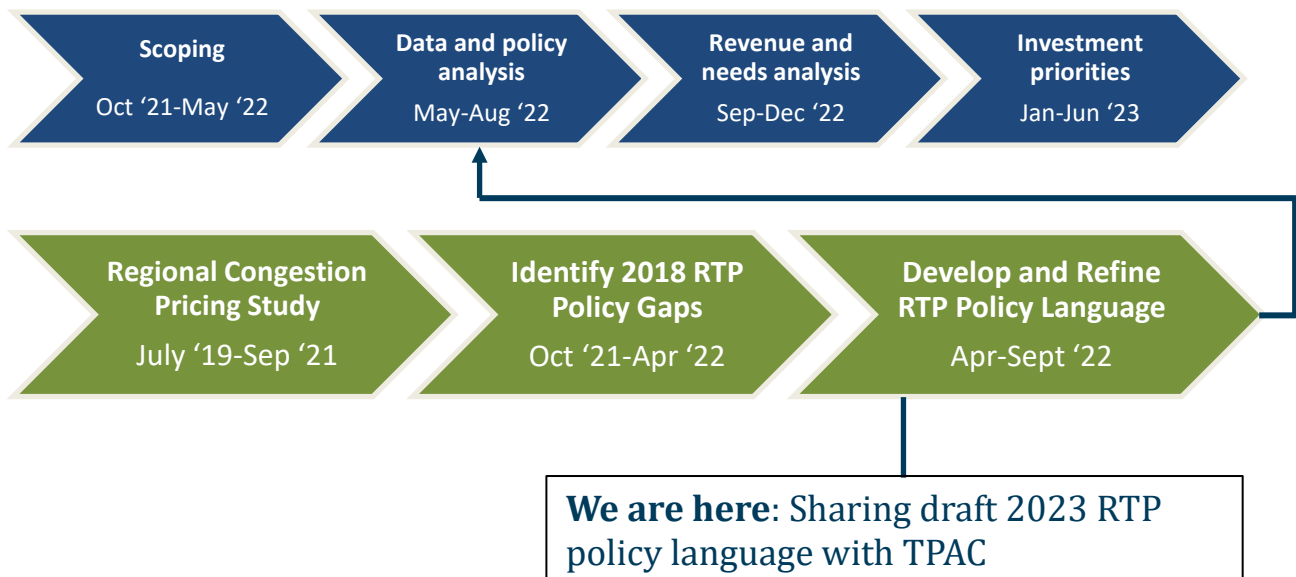 Scoping
Oct ‘21-May ‘22
Data and policy
analysis
May-Aug ‘22
Revenue and
needs analysis
Sep-Dec ‘22
Investment
priorities
Jan-Jun ‘23
Regional Congestion
Pricing Study
July ‘19-Sep ‘21
Identify 2018 RTP
Policy Gaps
Oct ‘21-Apr ‘22
Develop and Refine
RTP Policy Language
Apr-Sept ‘22
We are here: Sharing draft 2023 RTP
policy language with TPAC